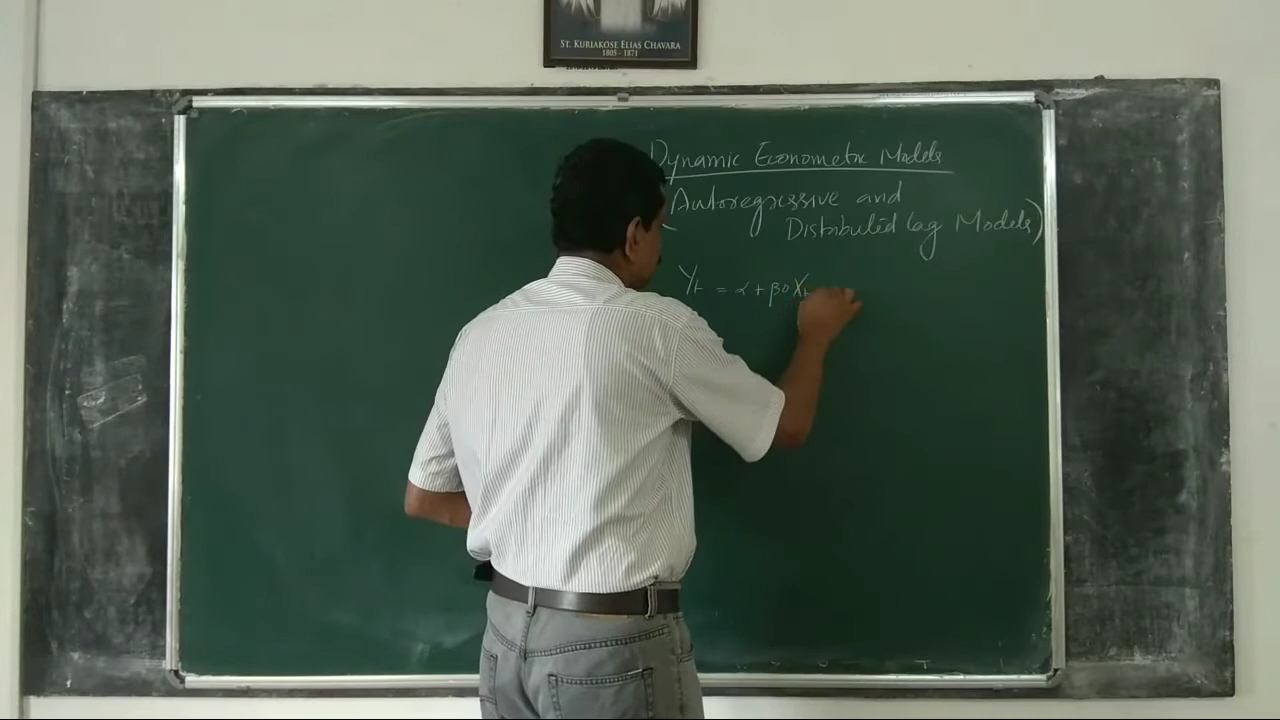 ST. KURIAKOSE ELIAS CHAVARA
1805 - 1871
Dynamic Econometric Models
(Autoregressive and
Distributed lag Models)
Yt = α + β0 Xt